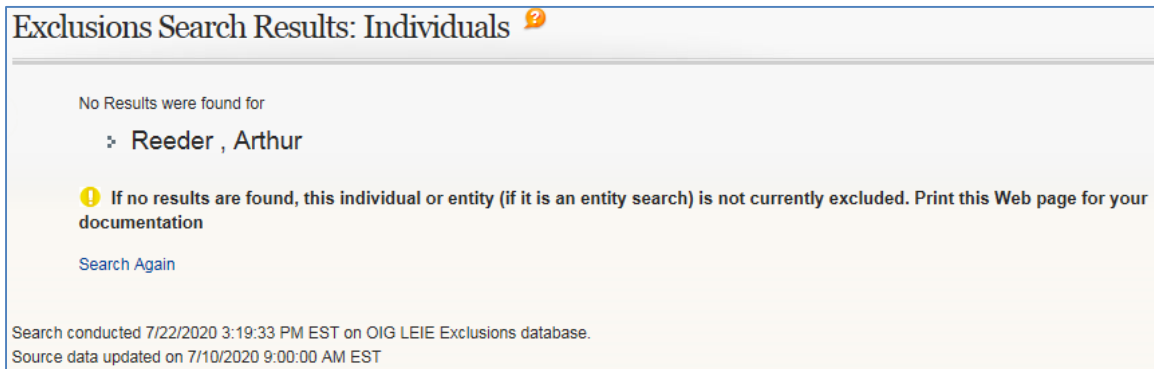 Exclusions Search Results: Individuals
No Results were found for
Reeder , Arthur
If no results are found, this individual or entity (if it is an entity search) is not currently excluded. Print this Web page for your
documentation
Search Again
Search conducted 7/22/2020 3:19:33 PM EST on OIG LEIE Exclusions database.
Source data updated on 7/10/2020 9:00:00 AM EST